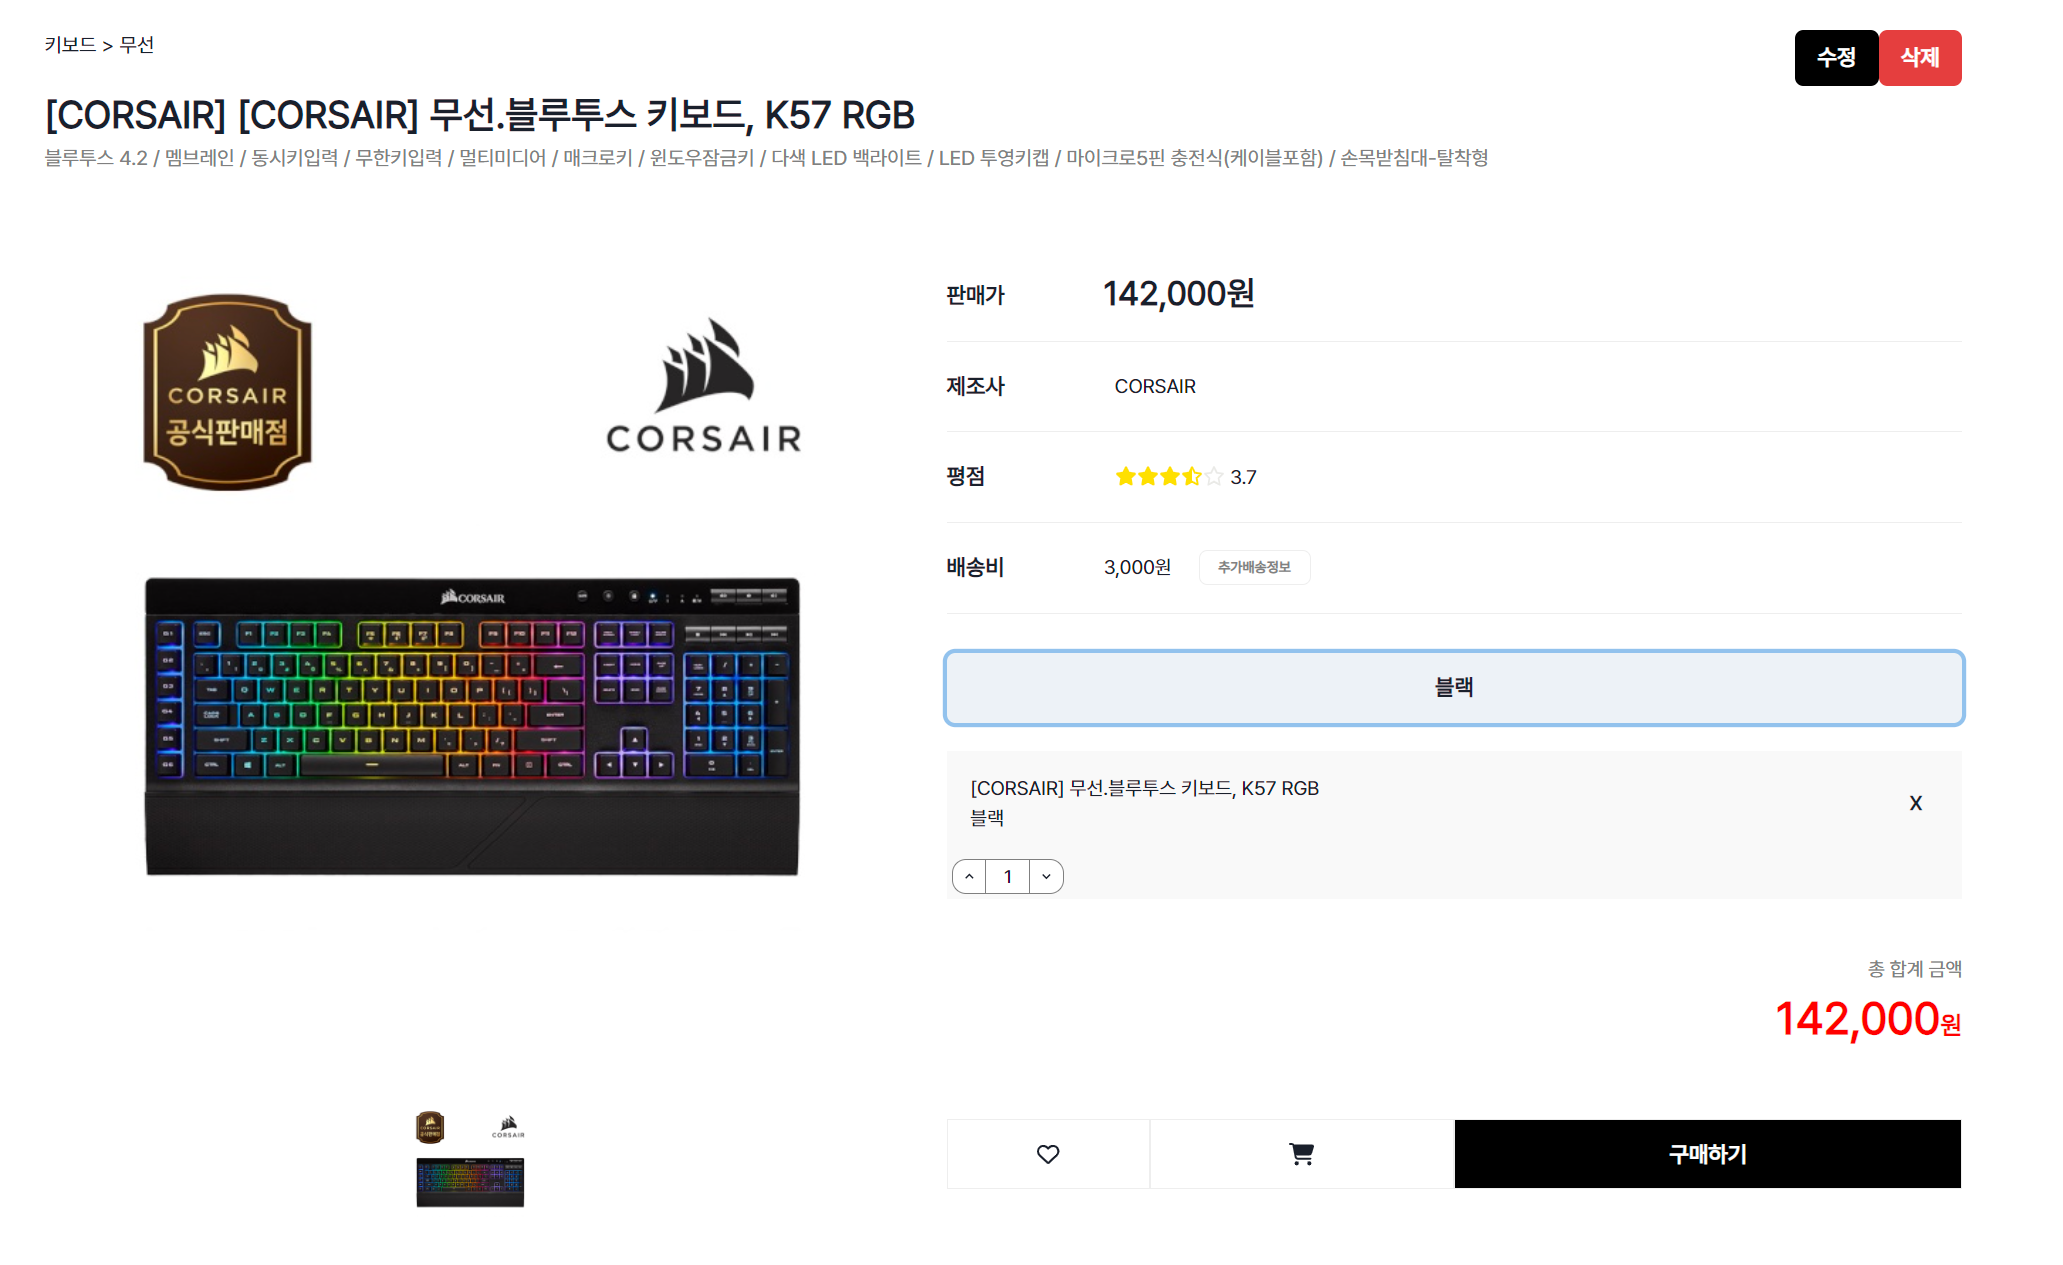 키보드 > 무선
수정
삭제
[CORSAIR] [CORSAIR] 무선.블루투스 키보드, K57 RGB
블루투스 4.2 / 멤브레인 / 동시키입력 / 무한키입력 / 멀티미디어 / 매크로키 / 윈도우잠금키 / 다색 LED 백라이트 / LED 투영키캡 / 마이크로5핀 충전식(케이블포함) / 손목받침대-탈착형
CORSAIR
공식판매점
CORSAIR
CORSAIR
판매가 142,000원
제조사 CORSAIR
평점 3.7
배송비 3,000원 추가배송정보
블랙
[CORSAIR] 무선.블루투스 키보드, K57 RGB
블랙
X
1
총 합계 금액
142,000원
구매하기